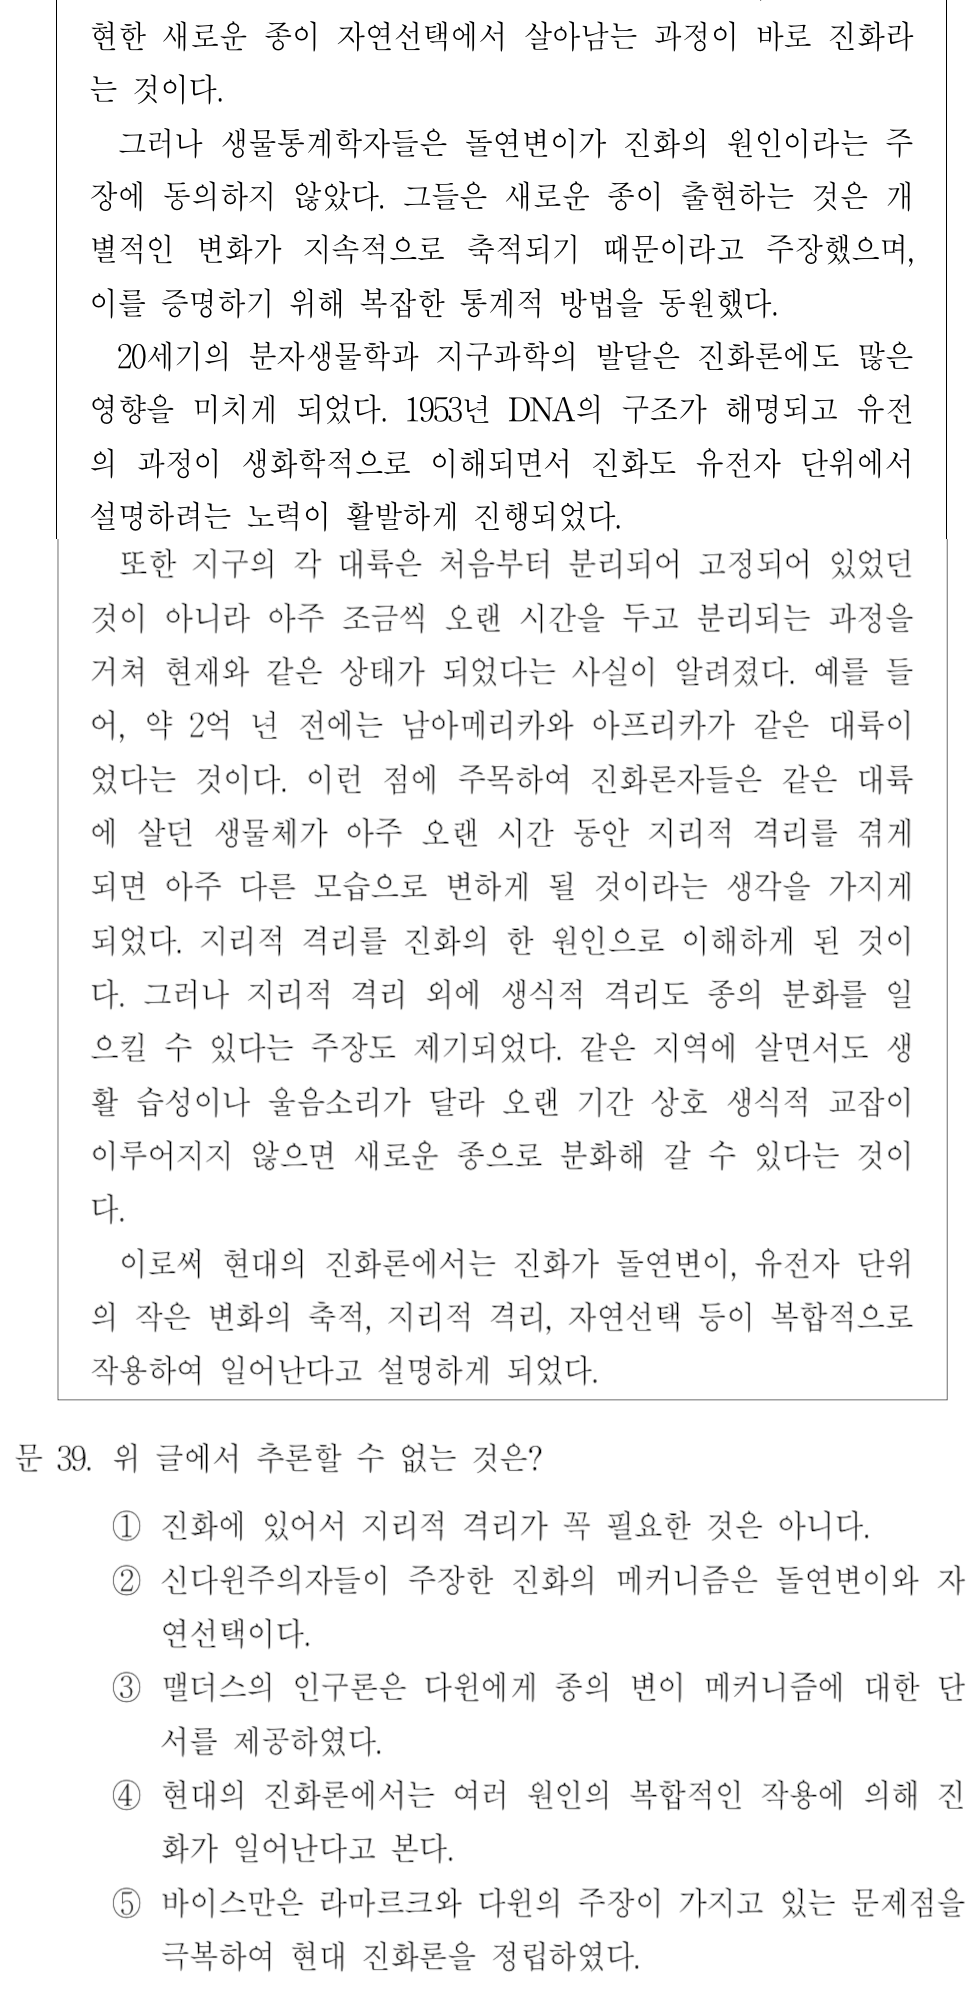 현한 새로운 종이 자연선택에서 살아남는 과정이 바로 진화라
는 것이다.
그러나 생물통계학자들은 돌연변이가 진화의 원인이라는 주
장에 동의하지 않았다. 그들은 새로운 종이 출현하는 것은 개
별적인 변화가 지속적으로 축적되기 때문이라고 주장했으며,
이를 증명하기 위해 복잡한 통계적 방법을 동원했다.
20세기의 분자생물학과 지구과학의 발달은 진화론에도 많은
영향을 미치게 되었다. 1953년 DNA의 구조가 해명되고 유전
의 과정이 생화학적으로 이해되면서 진화도 유전자 단위에서
설명하려는 노력이 활발하게 진행되었다.
또한 지구의 각 대륙은 처음부터 분리되어 고정되어 있었던
것이 아니라 아주 조금씩 오랜 시간을 두고 분리되는 과정을
거쳐 현재와 같은 상태가 되었다는 사실이 알려졌다. 예를 들
어, 약 2억 년 전에는 남아메리카와 아프리카가 같은 대륙이
었다는 것이다. 이런 점에 주목하여 진화론자들은 같은 대륙
에 살던 생물체가 아주 오랜 시간 동안 지리적 격리를 겪게
되면 아주 다른 모습으로 변하게 될 것이라는 생각을 가지게
되었다. 지리적 격리를 진화의 한 원인으로 이해하게 된 것이
다. 그러나 지리적 격리 외에 생식적 격리도 종의 분화를 일
으킬 수 있다는 주장도 제기되었다. 같은 지역에 살면서도 생
활 습성이나 울음소리가 달라 오랜 기간 상호 생식적 교잡이
이루어지지 않으면 새로운 종으로 분화해 갈 수 있다는 것이
다.
이로써 현대의 진화론에서는 진화가 돌연변이, 유전자 단위
의 작은 변화의 축적, 지리적 격리, 자연선택 등이 복합적으로
작용하여 일어난다고 설명하게 되었다.
문 39. 위 글에서 추론할 수 없는 것은?
① 진화에 있어서 지리적 격리가 꼭 필요한 것은 아니다.
② 신다윈주의자들이 주장한 진화의 메커니즘은 돌연변이와 자
연선택이다.
③ 맬더스의 인구론은 다윈에게 종의 변이 메커니즘에 대한 단
서를 제공하였다.
④ 현대의 진화론에서는 여러 원인의 복합적인 작용에 의해 진
화가 일어난다고 본다.
⑤ 바이스만은 라마르크와 다윈의 주장이 가지고 있는 문제점을
극복하여 현대 진화론을 정립하였다.